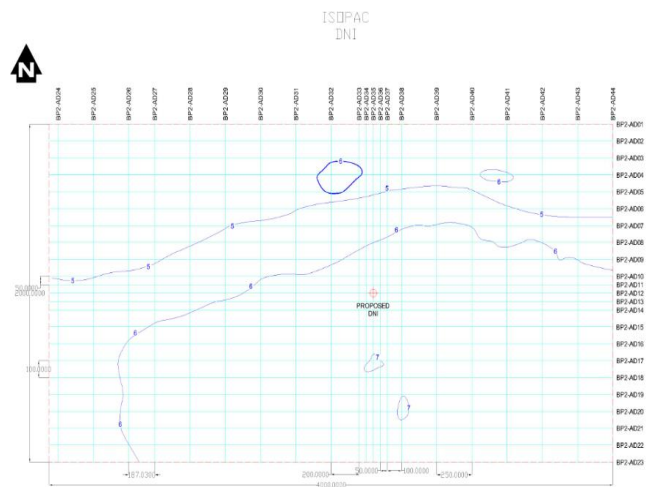 ISOPAC
DNI
N
BP2-AD24
BP2-AD25
BP2-AD26
BP2-AD27
BP2-AD28
BP2-AD29
BP2-AD30
BP2-AD31
BP2-AD32
BP2-AD33
BP2-AD34
BP2-AD35
BP2-AD36
BP2-AD37
BP2-AD38
BP2-AD39
BP2-AD40
BP2-AD41
BP2-AD42
BP2-AD43
BP2-AD44
BP2-AD01
BP2-AD02
BP2-AD03
6
BP2-AD04
6
BP2-AD05
5
BP2-AD06
5
5
BP2-AD07
6
BP2-AD08
6
BP2-AD09
5
BP2-AD10
5
BP2-AD11
6
BP2-AD12
BP2-AD13
PROPOSED
DNI
BP2-AD14
BP2-AD15
6
BP2-AD16
7
BP2-AD17
100.0000
BP2-AD18
BP2-AD19
7
BP2-AD20
6
BP2-AD21
BP2-AD22
BP2-AD23
187.0380
200.0000
50.0000
100.0000
250.0000